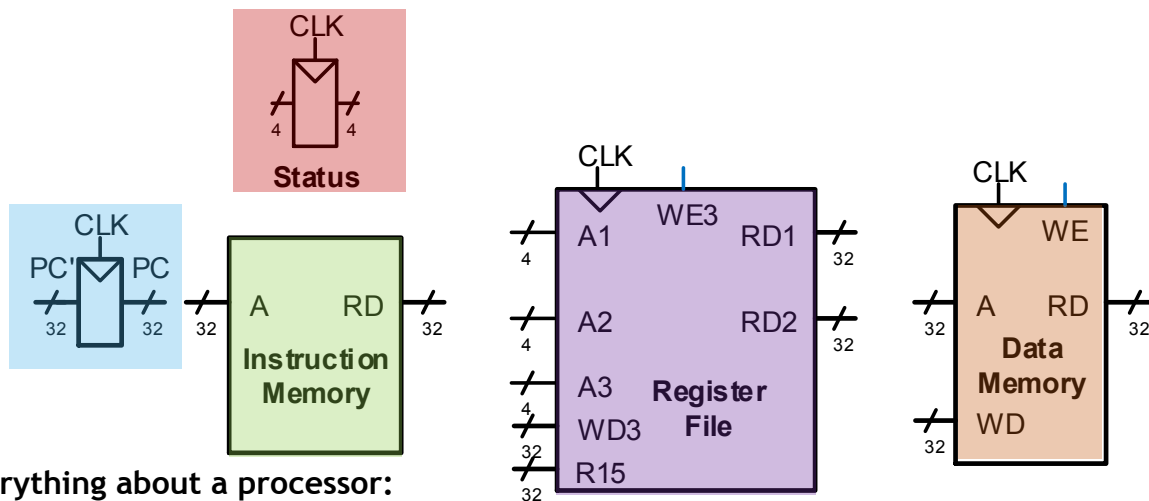 CLK
4 4
Status
CLK
PC' PC
32 32
32
A RD
32
Instruction
Memory
CLK
WE3
A1 RD1
4 32
A2 RD2
4 32
A3
4
WD3
32
R15
32
Register
File
CLK
WE
A RD
32 32
Data
Memory
WD
32
rything about a processor: